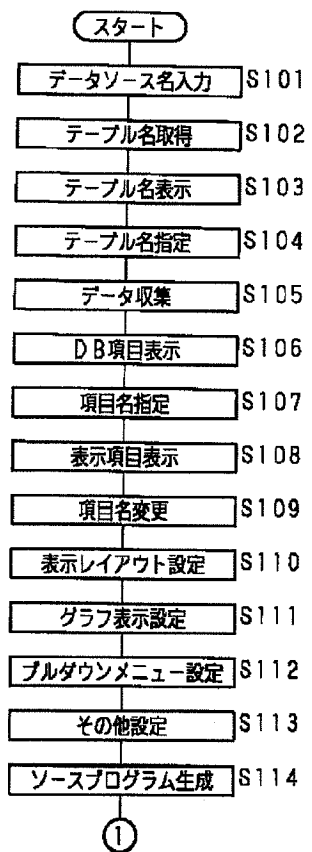 スタート
データソース名入力 S101
テーブル名取得 S102
テーブル名表示 S103
テーブル名指定 S104
データ収集 S105
DB項目表示 S106
項目名指定 S107
表示項目表示 S108
項目名変更 S109
表示レイアウト設定 S110
グラフ表示設定 S111
プルダウンメニュー設定 S112
その他設定 S113
ソースプログラム生成 S114
1